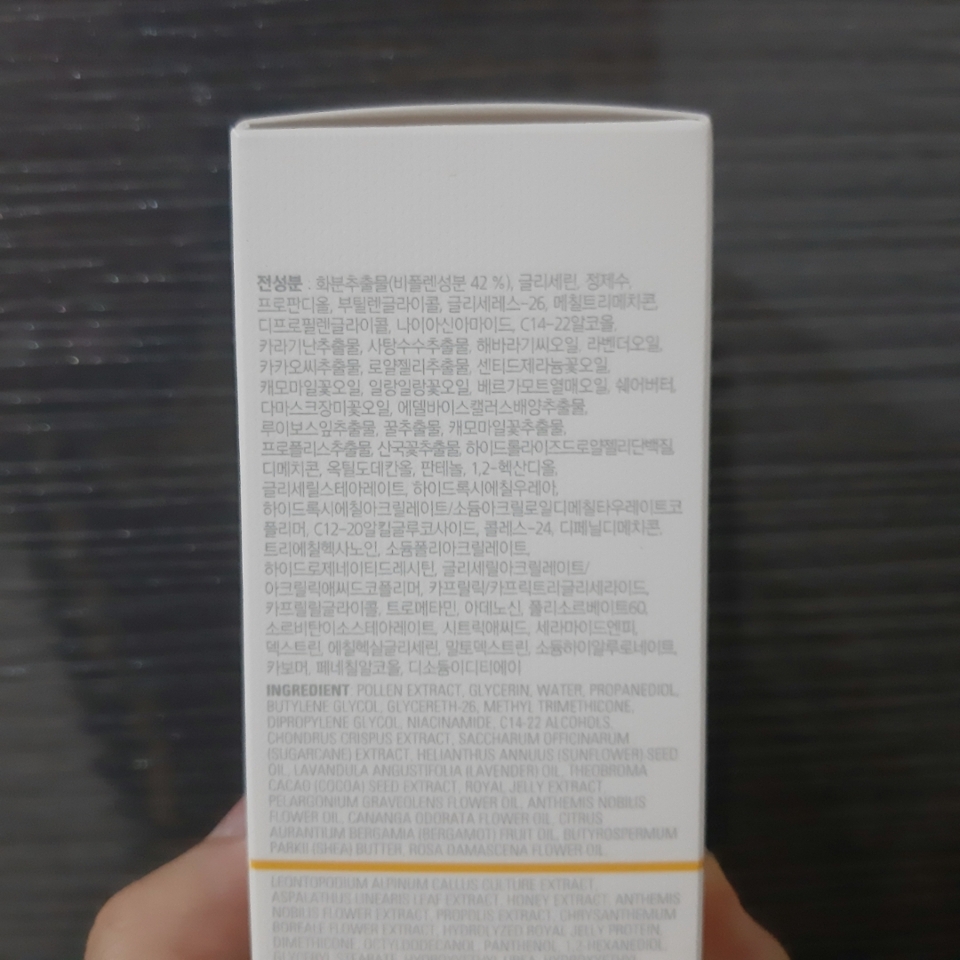 전성분 : 화분추출물(비폴렌성분 42 %), 글리세린, 정제수,
프로판디올, 부틸렌글라이콜, 글리세레스-26, 메칠트리메치콘,
디프로필렌글라이콜, 나이아신아마이드, C14-22알코올,
카라기난추출물, 사탕수수추출물, 해바라기씨오일, 라벤더오일,
카카오씨추출물, 로얄젤리추출물, 센티드제라늄꽃오일,
캐모마일꽃오일, 일랑일랑꽃오일, 베르가모트열매오일, 쉐어버터,
다마스크장미꽃오일, 에델바이스캘러스배양추출물,
루이보스잎추출물, 꿀추출물, 캐모마일꽃추출물,
프로폴리스추출물, 산국꽃추출물, 하이드롤라이즈드로얄젤리단백질,
디메치콘, 옥틸도데칸올, 판테놀, 1,2-헥산디올,
글리세릴스테아레이트, 하이드록시에칠우레아,
하이드록시에칠아크릴레이트/소듐아크릴로일디메칠타우레이트코
폴리머, C12-20알킬글루코사이드, 콜레스-24, 디페닐디메치콘,
트리에칠헥사노인, 소듐폴리아크릴레이트,
하이드로제네이티드레시틴, 글리세릴아크릴레이트/
아크릴릭애씨드코폴리머, 카프릴릭/카프릭트리글리세라이드,
카프릴릴글라이콜, 트로메타민, 아데노신, 폴리소르베이트60,
소르비탄이소스테아레이트, 시트릭애씨드, 세라마이드엔피,
덱스트린, 에칠헥실글리세린, 말토덱스트린, 소듐하이알루로네이트,
카보머, 페네칠알코올, 디소듐이디티에이
INGREDIENT POLLEN EXTRACT, GLYCERIN, WATER, PROPANEDIOL,
BUTYLENE GLYCOL, GLYCERETH-26, METHYL TRIMETHICONE,
DIPROPYLENE GLYCOL, NIACINAMIDE, C14-22 ALCOHOLS,
CHONDRUS CRISPUS EXTRACT, SACCHARUM OFFICINARUM
(SUGARCANE) EXTRACT, HELIANTHUS ANNUUS (SUNFLOWER) SEED
OIL, LAVANDULA ANGUSTIFOLIA (LAVENDER) OIL, THEOBROMA
CACAO (COCOA) SEED EXTRACT, ROYAL JELLY EXTRACT,
PELARGONIUM GRAVEOLENS FLOWER OIL, ANTHEMIS NOBILIS
FLOWER OIL, CANANGA ODORATA FLOWER OIL, CITRUS
AURANTIUM BERGAMIA (BERGAMOT) FRUIT OIL, BUTYROSPERMUM
PARKII (SHEA) BUTTER, ROSA DAMASCENA FLOWER OIL,
LEONTOPODIUM ALPINUM CALLUS CULTURE EXTRACT,
ASPALATHUS LINEARIS LEAF EXTRACT, HONEY EXTRACT, ANTHEMIS
NOBILIS FLOWER EXTRACT, PROPOLIS EXTRACT, CHRYSANTHEMUM
BOREALE FLOWER EXTRACT, HYDROLYZED ROYAL JELLY PROTEIN,
DIMETHICONE, OCTYLDODECANOL, PANTHENOL, 1,2-HEXANEDIOL,